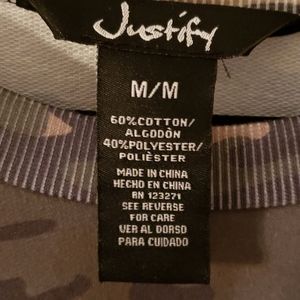 Justify
M/M
60%COTTON/
ALGODÓN
40%POLYESTER/
POLIÈSTER
MADE IN CHINA
HECHO EN CHINA
RN 123271
SEE REVERSE
FOR CARE
VER AL DORSO
PARA CUIDADO